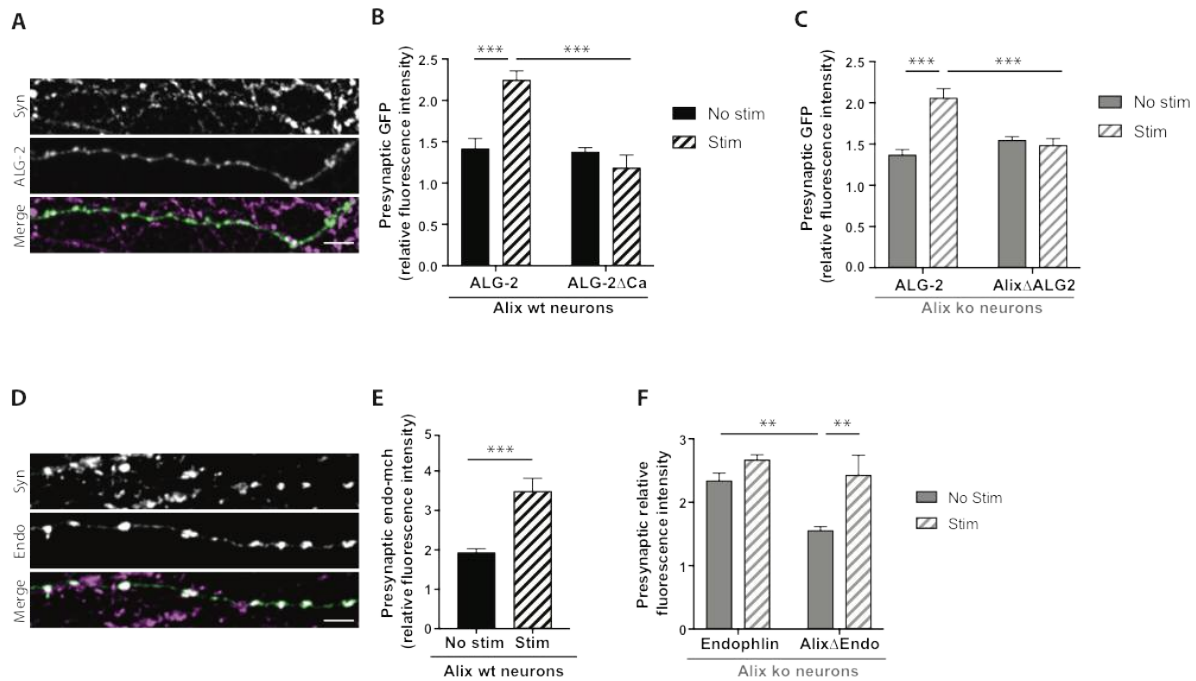 A
Syn
ALG-2
Merge
B
Presynaptic GFP
(relative fluorescence intensity)
2.5
2.0
1.5
1.0
0.5
0.0
***
***
ALG-2
ALG-2ΔCa
Alix wt neurons
No stim
Stim
C
Presynaptic GFP
(relative fluorescence intensity)
2.5
2.0
1.5
1.0
0.5
0.0
***
***
ALG-2
AlixΔALG2
Alix ko neurons
No stim
Stim
D
Syn
Endo
Merge
E
Presynaptic endo-mch
(relative fluorescence intensity)
5
4
3
2
1
0
***
No stim
Stim
Alix wt neurons
F
Presynaptic relative
fluorescence intensity
3
2
1
0
**
**
Endophlin
AlixΔEndo
Alix ko neurons
No Stim
Stim